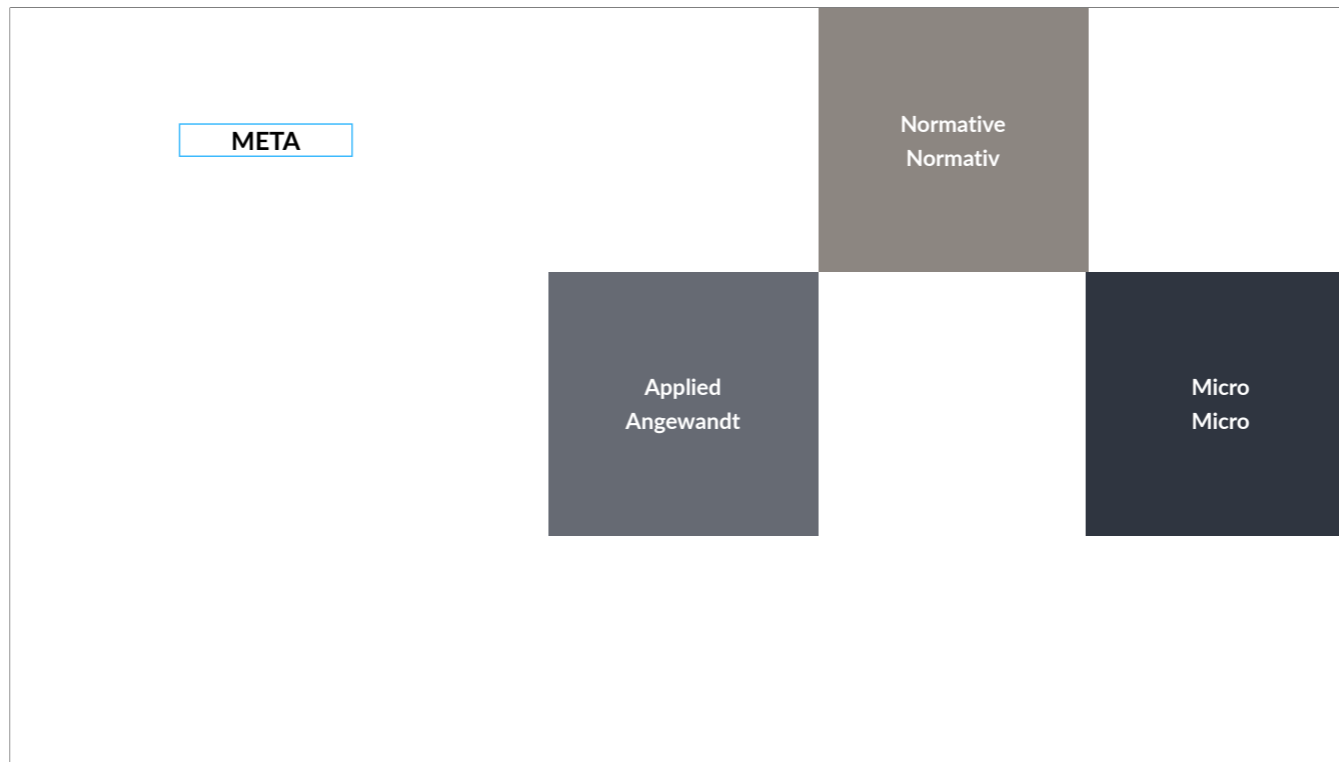 META
Normative
Normativ
Applied
Angewandt
Micro
Micro